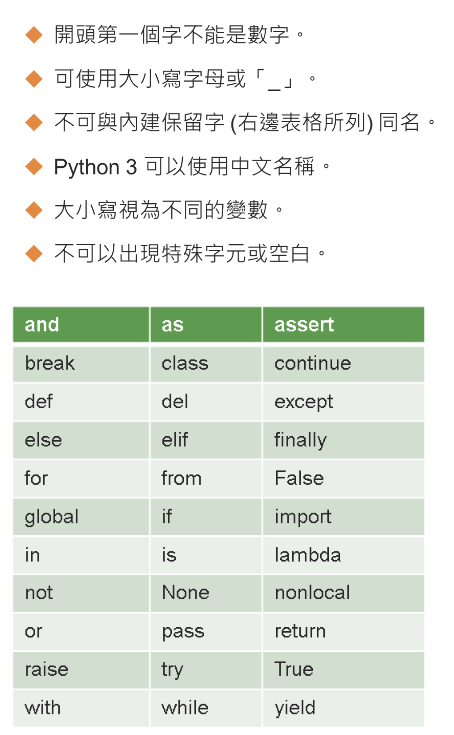 開頭第一個字不能是數字。
可使用大小寫字母或「_」。
不可與內建保留字 (右邊表格所列) 同名。
Python 3 可以使用中文名稱。
大小寫視為不同的變數。
不可以出現特殊字元或空白。
and as assert
break class continue
def del except
else elif finally
for from False
global if import
in is lambda
not None nonlocal
or pass return
raise try True
with while yield